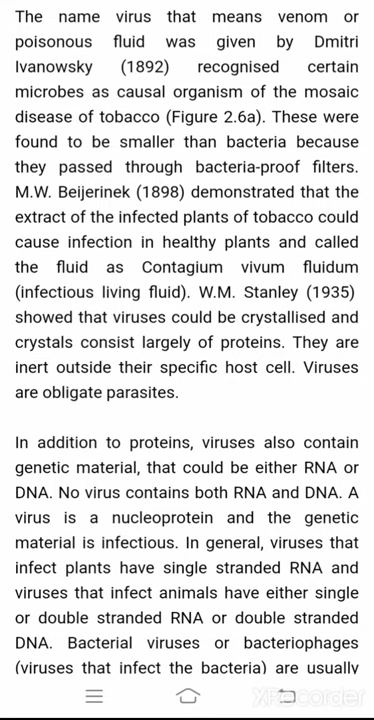 The name virus that means venom or
poisonous fluid was given by Dmitri
Ivanowsky (1892) recognised certain
microbes as causal organism of the mosaic
disease of tobacco (Figure 2.6a). These were
found to be smaller than bacteria because
they passed through bacteria-proof filters.
M.W. Beijerinek (1898) demonstrated that the
extract of the infected plants of tobacco could
cause infection in healthy plants and called
the fluid as Contagium vivum fluidum
(infectious living fluid). W.M. Stanley (1935)
showed that viruses could be crystallised and
crystals consist largely of proteins. They are
inert outside their specific host cell. Viruses
are obligate parasites.
In addition to proteins, viruses also contain
genetic material, that could be either RNA or
DNA. No virus contains both RNA and DNA. A
virus is a nucleoprotein and the genetic
material is infectious. In general, viruses that
infect plants have single stranded RNA and
viruses that infect animals have either single
or double stranded RNA or double stranded
DNA. Bacterial viruses or bacteriophages
(viruses that infect the bacteria) are usually
XRecorder